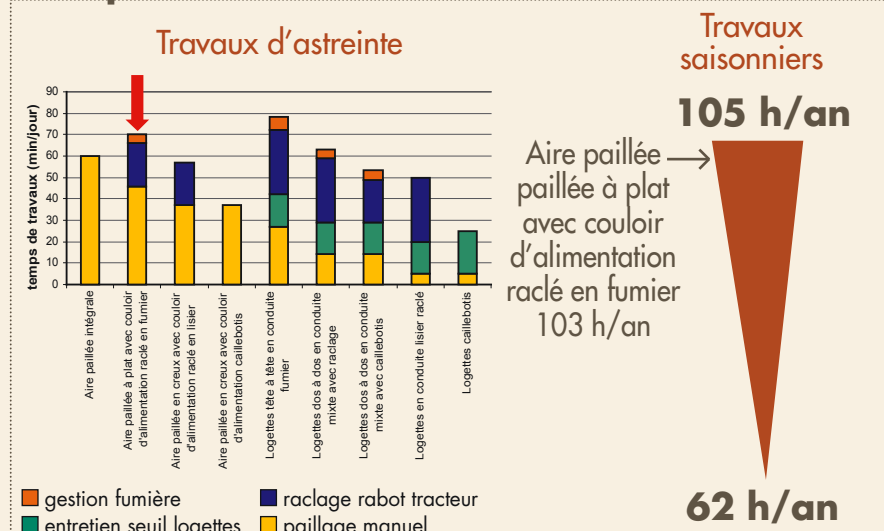 Travaux d'astreinte
temps de travaux (min/jour)
90
80
70
60
50
40
30
20
10
0
Aire paillée intégrale
Aire paillée à plat avec couloir
d'alimentation raclé en fumier
Aire paillée en creux avec couloir
d'alimentation raclé en lisier
Aire paillée en creux avec couloir
d'alimentation caillebotis
Logettes tête à tête en conduite
fumier
Logettes dos à dos en conduite
mixte avec raclage
Logettes dos à dos en conduite
mixte avec caillebotis
Logettes en conduite lisier raclé
Logettes caillebotis
gestion fumière
raclage rabot tracteur
entretien seuil logettes
paillage manuel
Travaux
saisonniers
105 h/an
Aire paillée
paillée à plat
avec couloir
d'alimentation
raclé en fumier
103 h/an
62 h/an